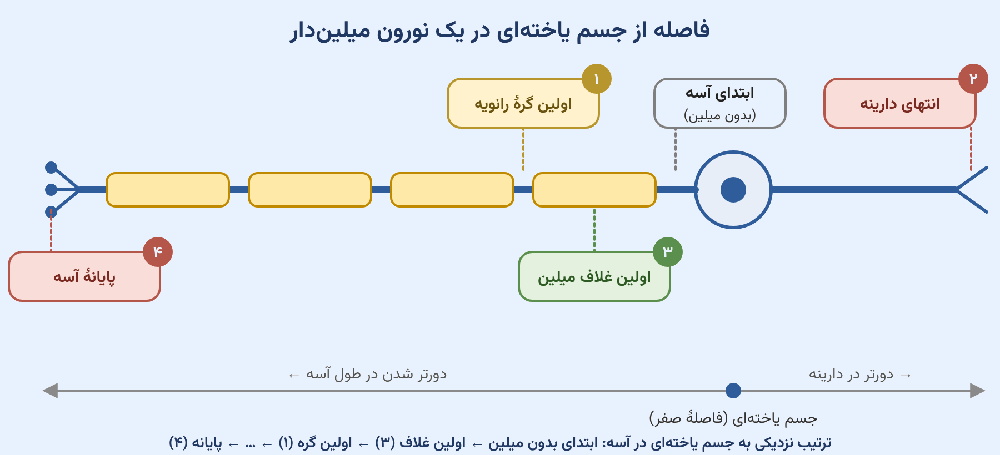 فاصله از جسم یاخته‌ای در یک نورون میلین‌دار
۲
انتهای دارینه
ابتدای آسه
(بدون میلین)
۱
اولین گرهٔ رانویه
۳
اولین غلاف میلین
۴
پایانهٔ آسه
→ دورتر در دارینه
دورتر شدن در طول آسه ←
جسم یاخته‌ای (فاصلهٔ صفر)
ترتیب نزدیکی به جسم یاخته‌ای در آسه: ابتدای بدون میلین ← اولین غلاف (۳) ← اولین گره (۱) ← ... ← پایانه (۴)